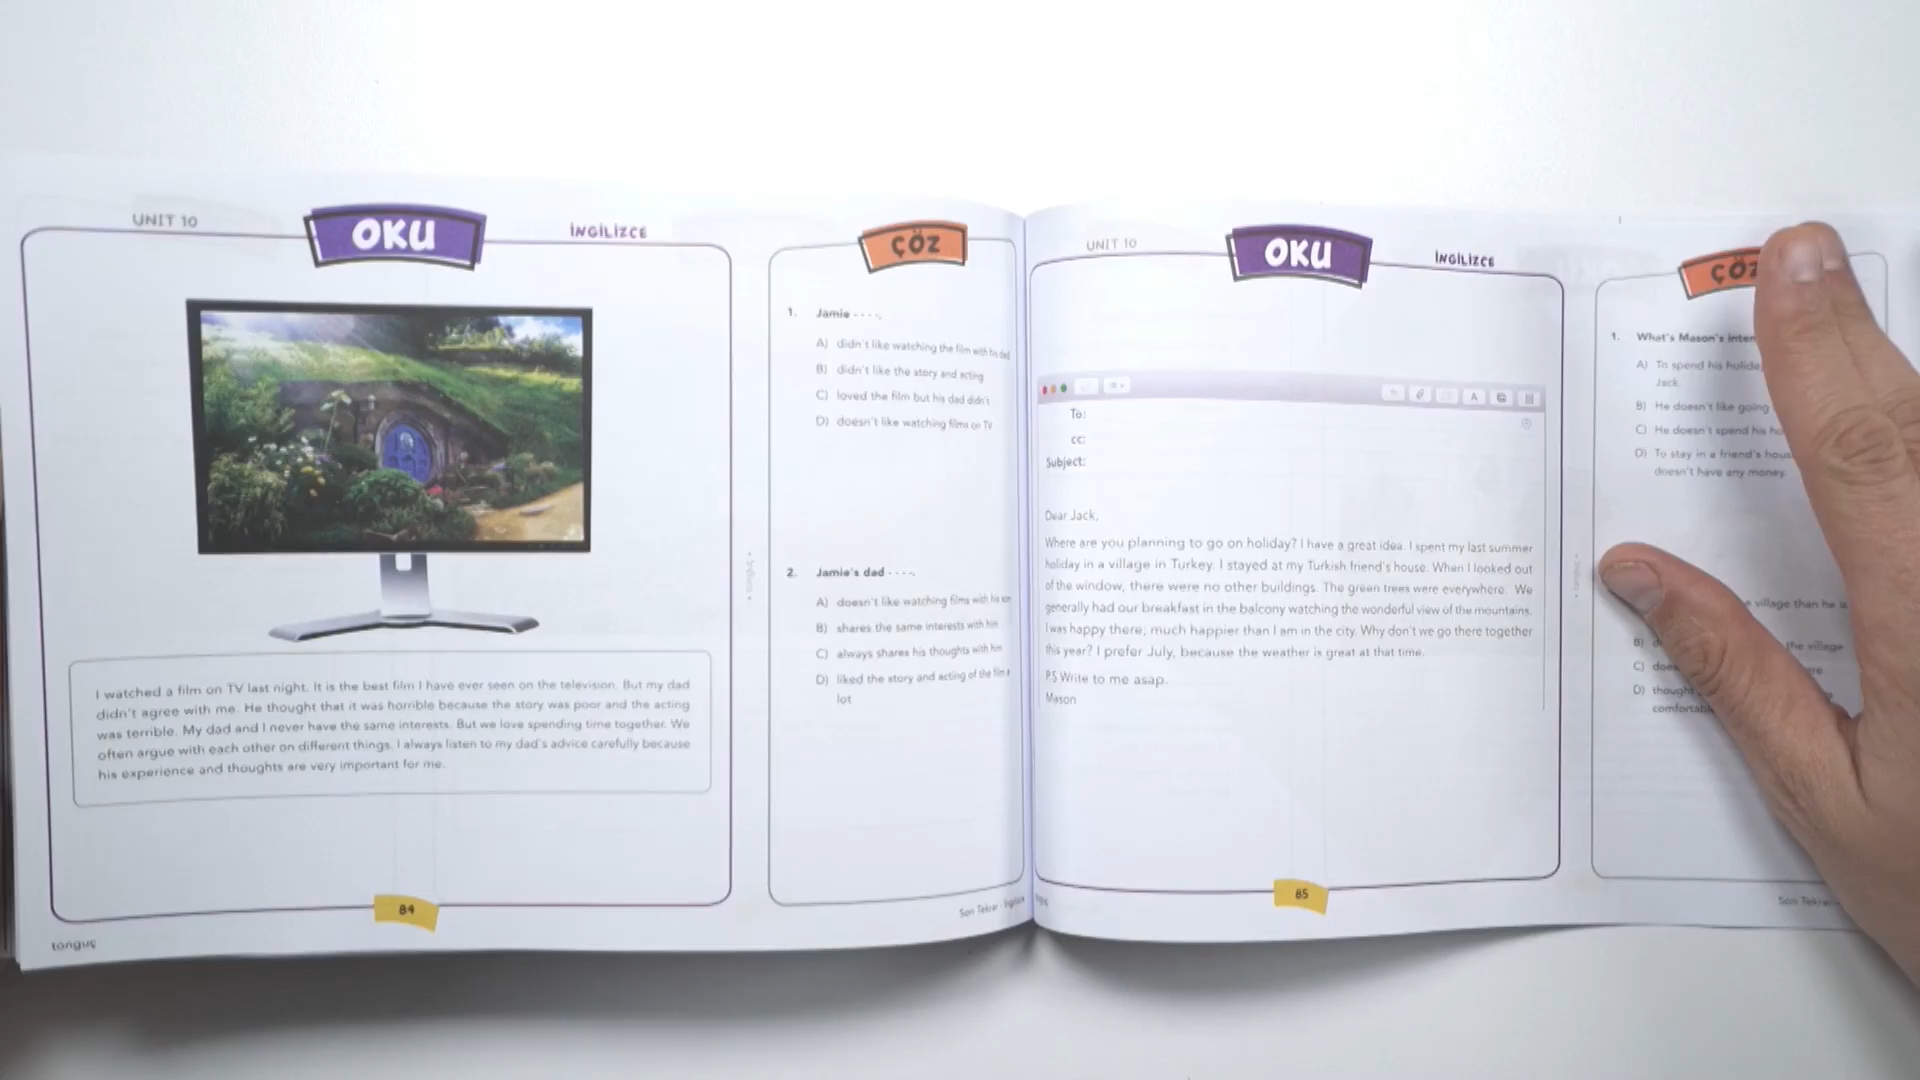 UNIT 10
OKU
İNGİLİZCE
I watched a film on TV last night. It is the best film I have ever seen on the television. But my dad
didn't agree with me. He thought that it was horrible because the story was poor and the acting
was terrible. My dad and I never have the same interests. But we love spending time together. We
often argue with each other on different things. I always listen to my dad's advice carefully because
his experience and thoughts are very important for me.
84
tonguç
ÇÖZ
1. Jamie - - - -.
A) didn't like watching the film with his dad
B) didn't like the story and acting
C) loved the film but his dad didn't
D) doesn't like watching films on TV
2. Jamie's dad - - - -.
A) doesn't like watching films with his son
B) shares the same interests with him
C) always shares his thoughts with him
D) liked the story and acting of the film
lot
Son Tekrar - İngilizce
UNIT 10
OKU
İNGİLİZCE
To:
cc:
Subject:
Dear Jack,
Where are you planning to go on holiday? I have a great idea. I spent my last summer
holiday in a village in Turkey. I stayed at my Turkish friend's house. When I looked out
of the window, there were no other buildings. The green trees were everywhere. We
generally had our breakfast in the balcony watching the wonderful view of the mountains.
I was happy there; much happier than I am in the city. Why don't we go there together
this year? I prefer July, because the weather is great at that time.
P.S Write to me asap.
Mason
85
ÇÖZ
1. What's Mason's
A) To spend his
Jack
B) He doesn't like going
C) He doesn't spend his
D) To stay in a friend's
doesn't have any money
village than he is
B)
the village
C)
D) thought
Son